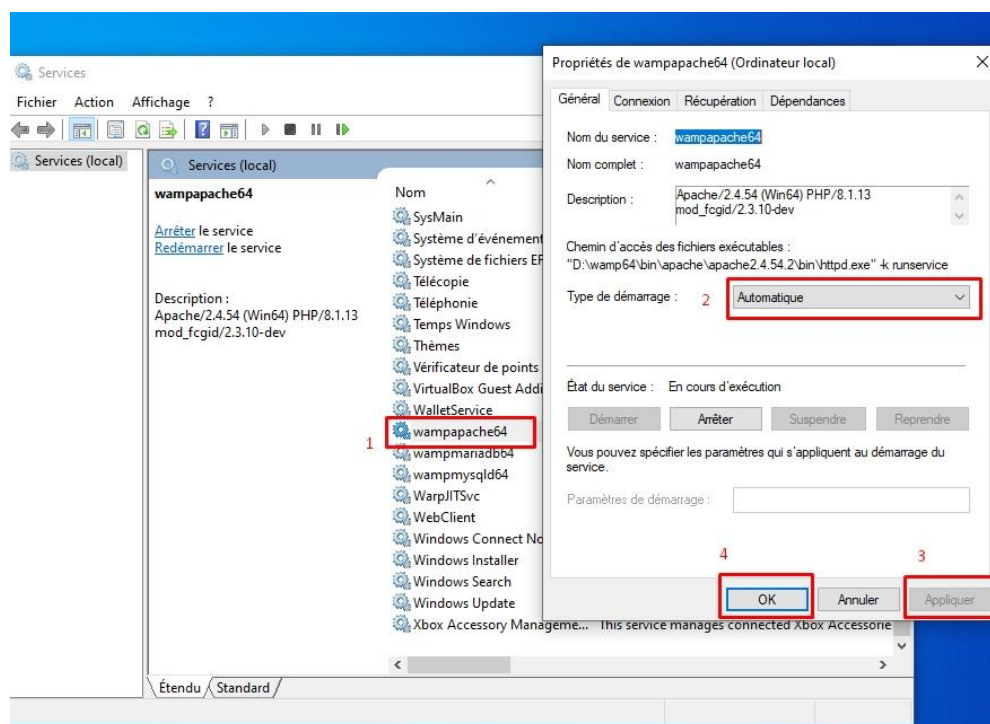 Services
Fichier Action Affichage ?
Services (local)
Services (local)
wampapache64
Arrêter le service
Redémarrer le service
Description :
Apache/2.4.54 (Win64) PHP/8.1.13
mod_fcgid/2.3.10-dev
Nom
SysMain
Système d'événement
Système de fichiers EF
Télécopie
Téléphonie
Temps Windows
Thèmes
Vérificateur de points
VirtualBox Guest Addi
WalletService
1
wampapache64
wampmariadb64
wampmysqld64
WarpJITSvc
WebClient
Windows Connect No
Windows Installer
Windows Search
Windows Update
Xbox Accessory Manageme... This service manages connected Xbox Accessorie
Étendu Standard
Propriétés de wampapache64 (Ordinateur local)
Général Connexion Récupération Dépendances
Nom du service : wampapache64
Nom complet : wampapache64
Description : Apache/2.4.54 (Win64) PHP/8.1.13
mod_fcgid/2.3.10-dev
Chemin d'accès des fichiers exécutables :
"D:\wamp64\bin\apache\apache2.4.54.2\bin\httpd.exe" -k runservice
Type de démarrage : 2 Automatique
État du service : En cours d'exécution
Démarrer Arrêter Suspendre Reprendre
Vous pouvez spécifier les paramètres qui s'appliquent au démarrage du
service.
Paramètres de démarrage :
4 3
OK Annuler Appliquer